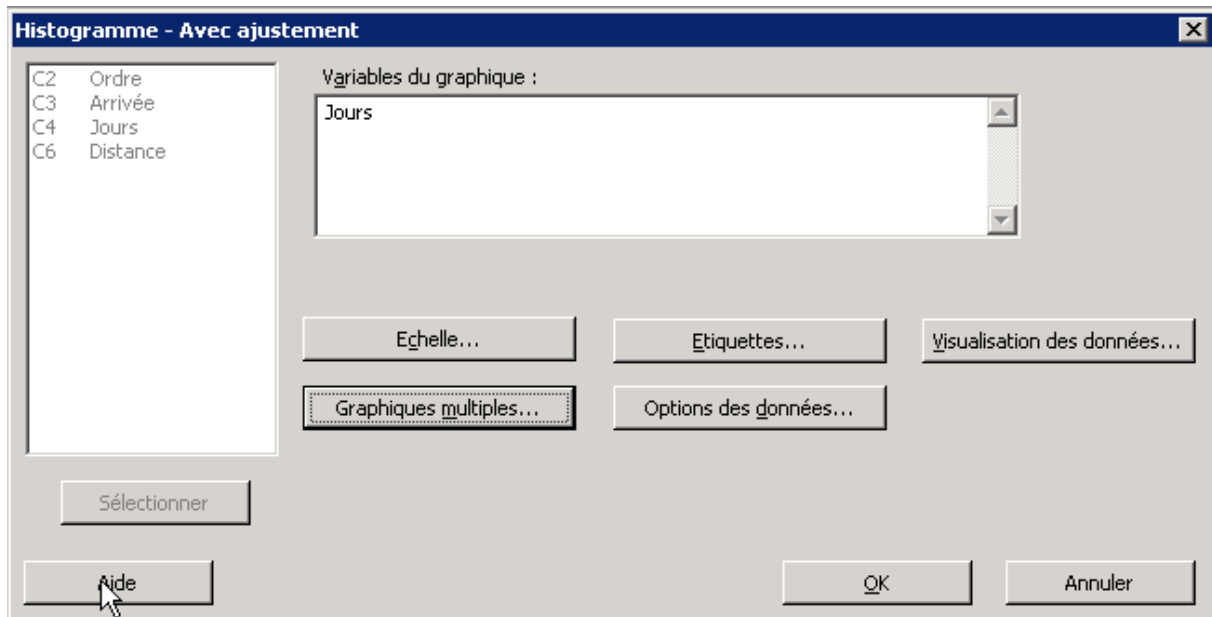 Histogramme - Avec ajustement
C2 Ordre
C3 Arrivée
C4 Jours
C6 Distance
Variables du graphique :
Jours
Echelle...
Etiquettes...
Visualisation des données...
Graphiques multiples...
Options des données...
Sélectionner
Aide
OK
Annuler